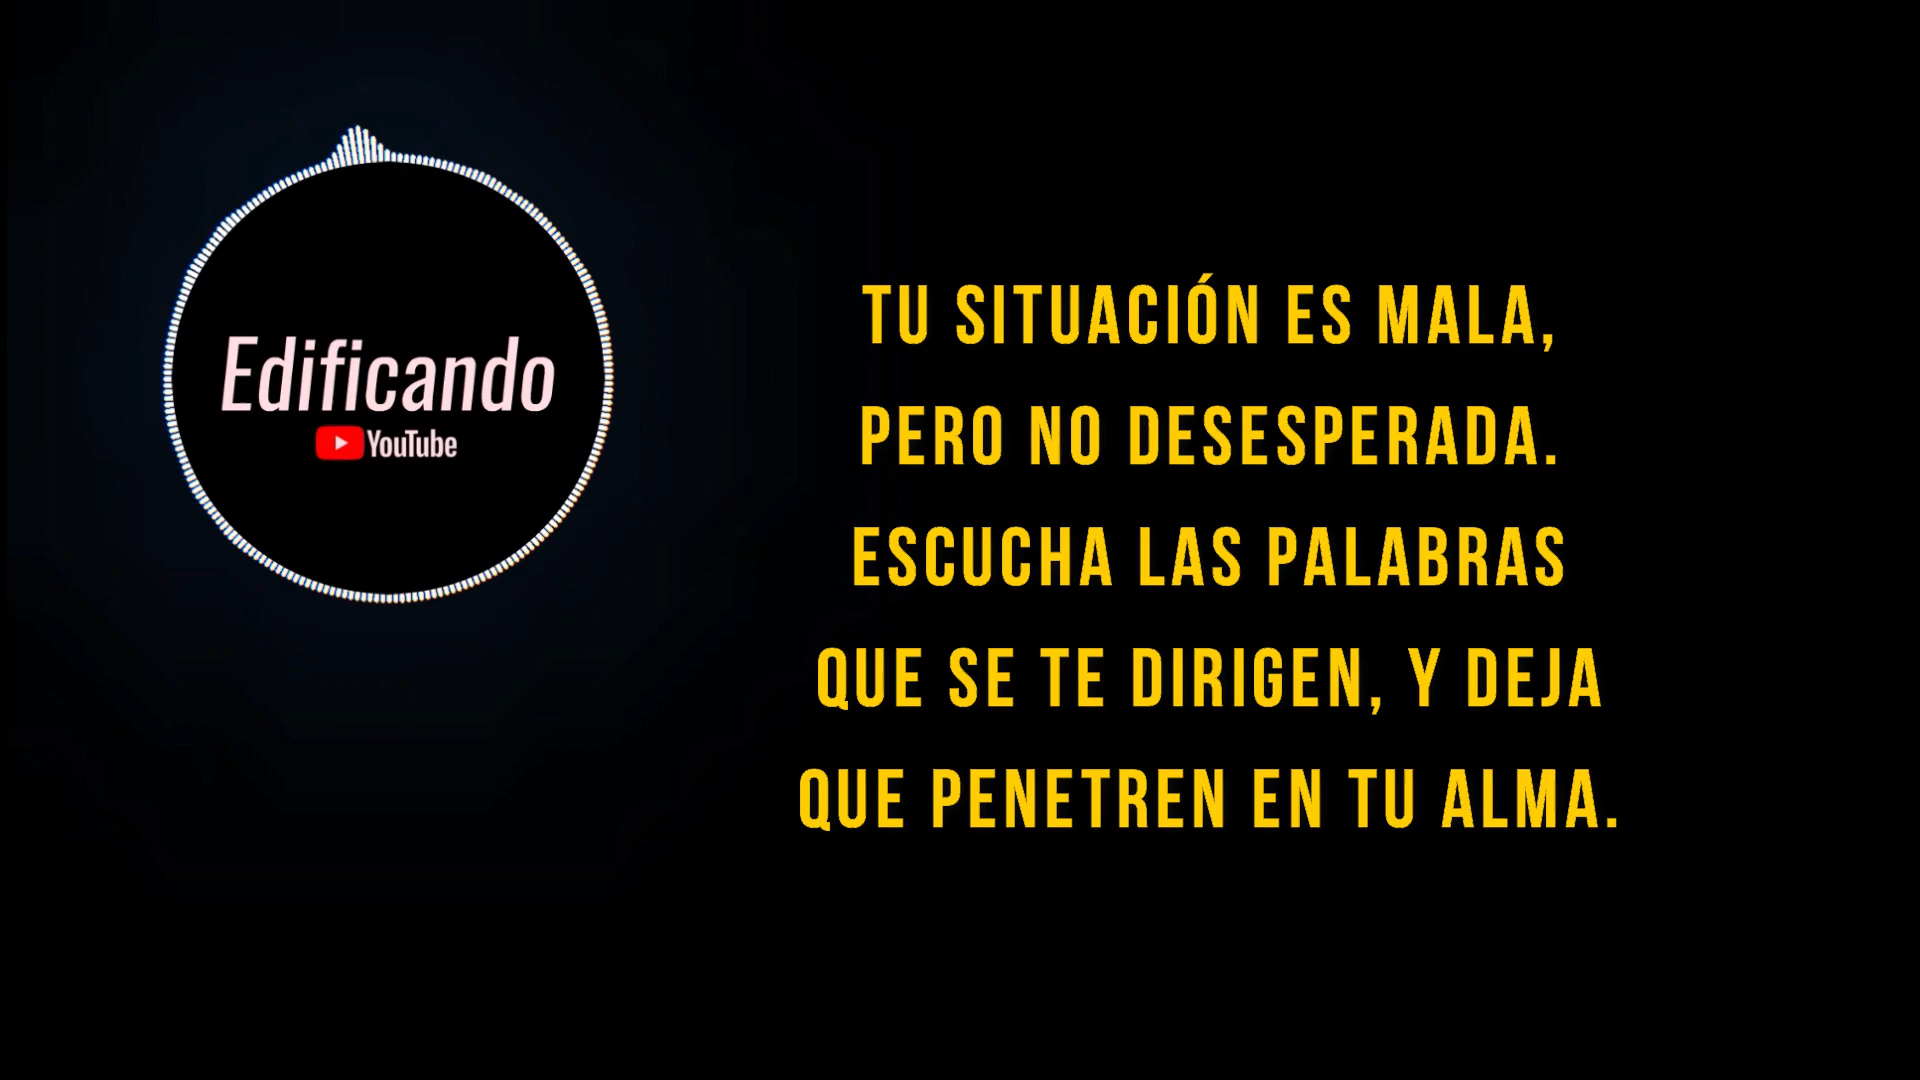 Edificando
YouTube
TU SITUACIÓN ES MALA,
PERO NO DESESPERADA.
ESCUCHA LAS PALABRAS
QUE SE TE DIRIGEN, Y DEJA
QUE PENETREN EN TU ALMA.